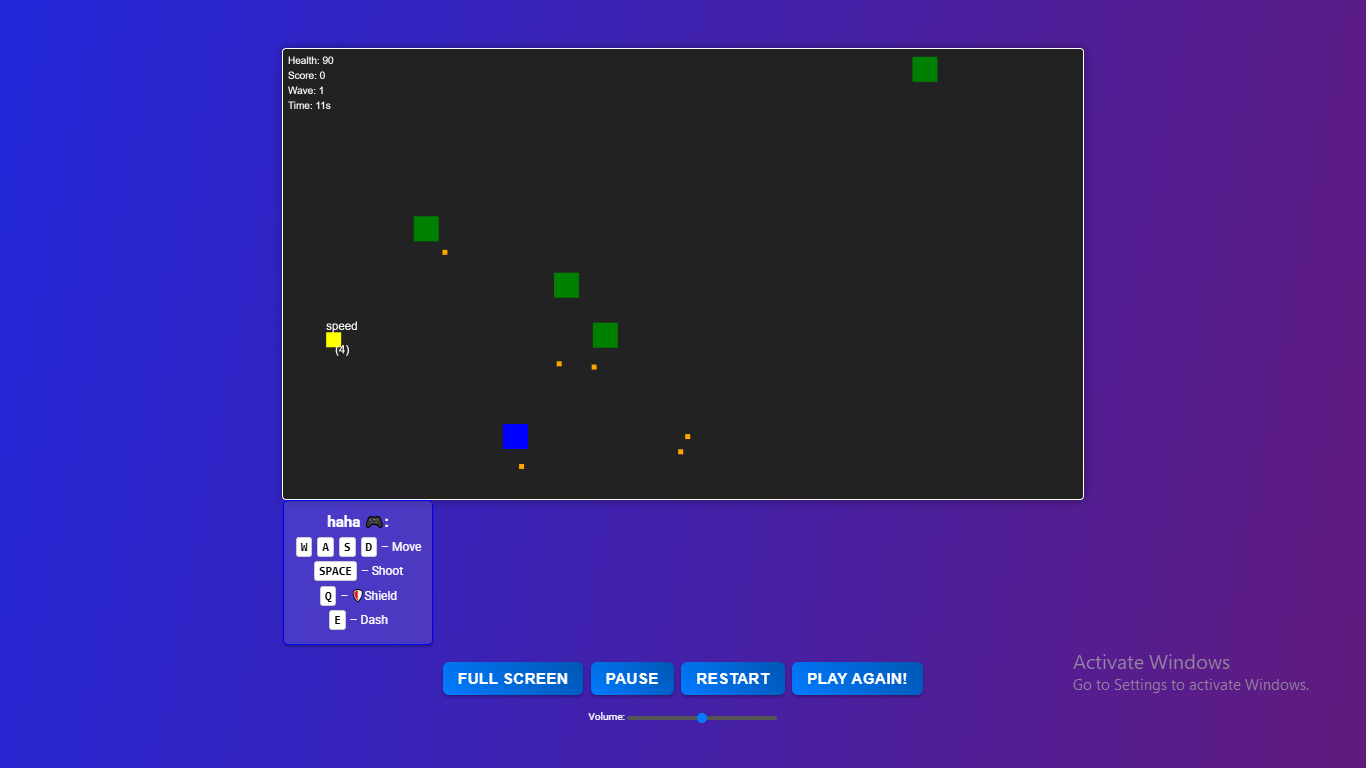 Health: 90
Score: 0
Wave: 1
Time: 11s
speed
(4)
haha 🎮:
W A S D – Move
SPACE – Shoot
Q – 🛡Shield
E – Dash
FULL SCREEN PAUSE RESTART PLAY AGAIN!
Volume:
Activate Windows
Go to Settings to activate Windows.